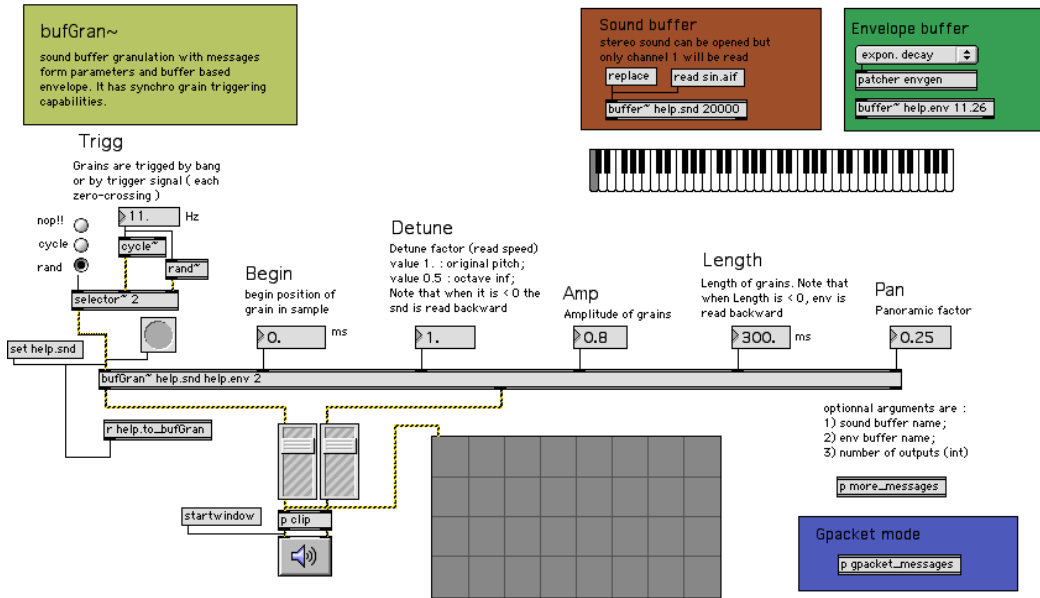 bufGran~
sound buffer granulation with messages
form parameters and buffer based
envelope. It has synchro grain triggering
capabilities.
Sound buffer
stereo sound can be opened but
only channel 1 will be read
replace
read sin.aif
buffer~ help.snd 20000
Envelope buffer
expon. decay
patcher envgen
buffer~ help.env 11.26
Trigg
Grains are trigged by bang
or by trigger signal ( each
zero-crossing )
nop!!
11.
Hz
cycle
cycle~
rand
rand~
selector~ 2
set help.snd
Begin
begin position of
grain in sample
0.
ms
Detune
Detune factor (read speed)
value 1. : original pitch;
value 0.5 : octave inf;
Note that when it is < 0 the
snd is read backward
1.
Amp
Amplitude of grains
0.8
Length
Length of grains. Note that
when Length is < 0, env is
read backward
300.
ms
Pan
Panoramic factor
0.25
bufGran~ help.snd help.env 2
r help.to_bufGran
startwindow
p clip
optionnal arguments are :
1) sound buffer name;
2) env buffer name;
3) number of outputs (int)
p more_messages
Gpacket mode
p gpacket_messages